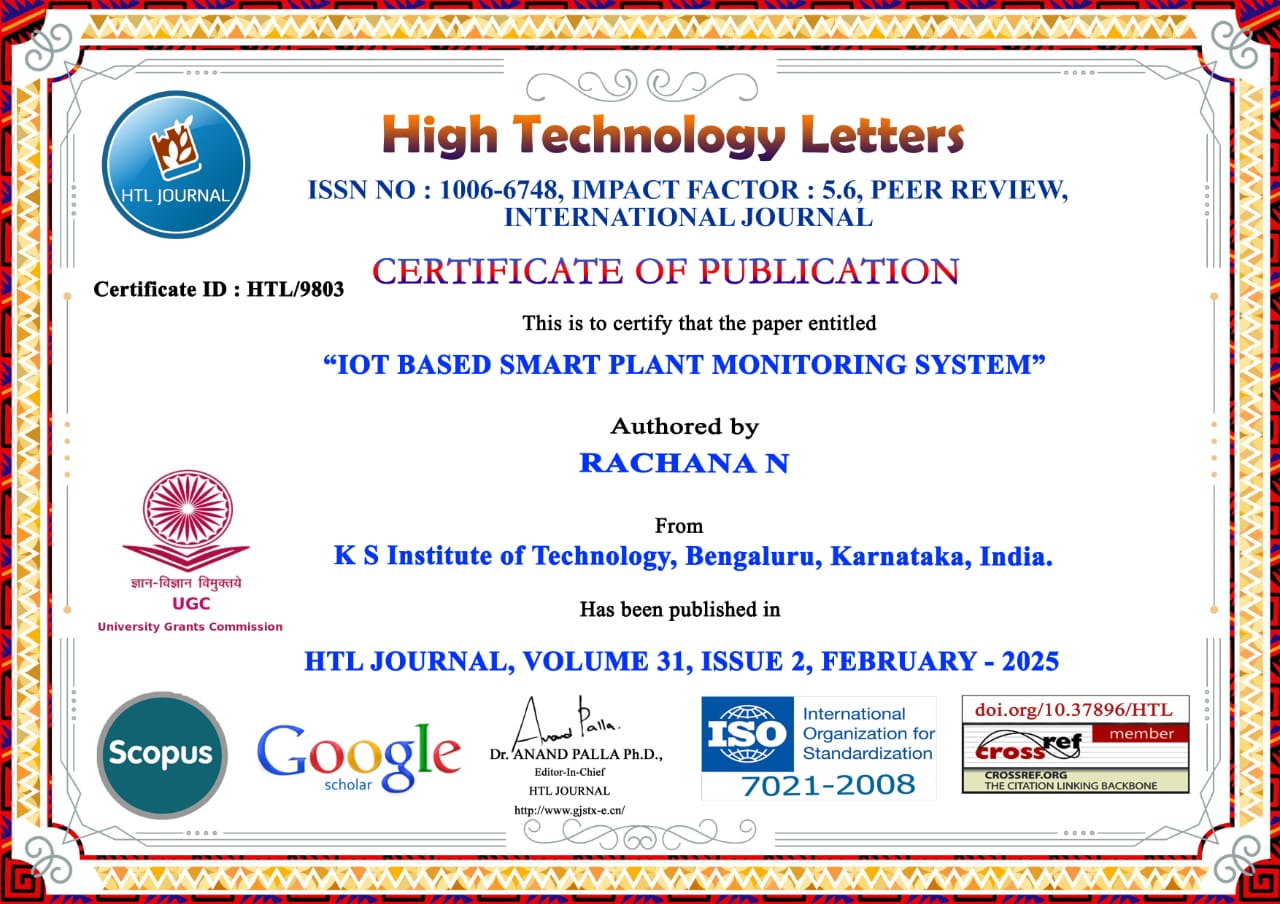 HTL JOURNAL
High Technology Letters
ISSN NO : 1006-6748, IMPACT FACTOR : 5.6, PEER REVIEW,
INTERNATIONAL JOURNAL
CERTIFICATE OF PUBLICATION
Certificate ID : HTL/9803
This is to certify that the paper entitled
“IOT BASED SMART PLANT MONITORING SYSTEM”
Authored by
RACHANA N
From
K S Institute of Technology, Bengaluru, Karnataka, India.
ज्ञान-विज्ञान विमुक्तये
UGC
University Grants Commission
Has been published in
HTL JOURNAL, VOLUME 31, ISSUE 2, FEBRUARY - 2025
Scopus
Google
scholar
Anand Palla.
Dr. ANAND PALLA Ph.D.,
Editor-In-Chief
HTL JOURNAL
http://www.gjstx-e.cn/
ISO
International
Organization for
Standardization
7021-2008
doi.org/10.37896/HTL
crossref
member
CROSSREF.ORG
THE CITATION LINKING BACKBONE